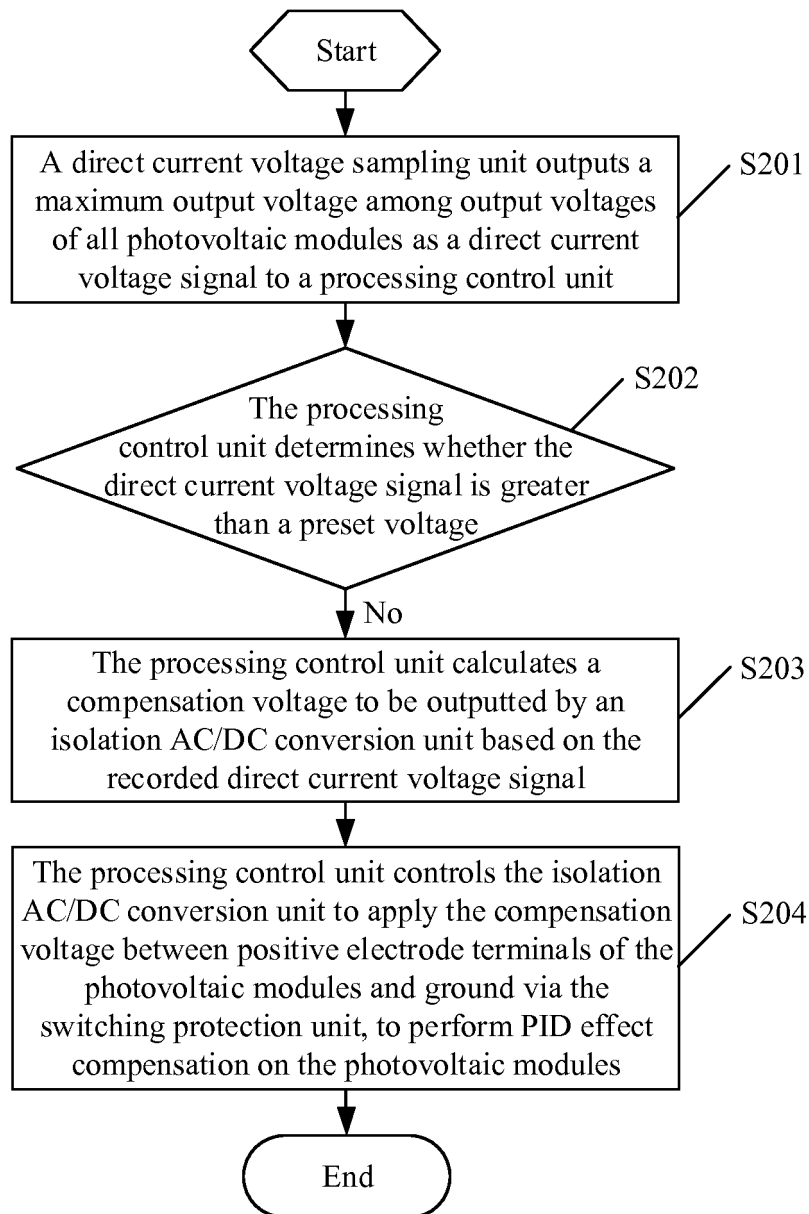 Start
A direct current voltage sampling unit outputs a
maximum output voltage among output voltages
of all photovoltaic modules as a direct current
voltage signal to a processing control unit
S201
The processing
control unit determines whether the
direct current voltage signal is greater
than a preset voltage
S202
No
The processing control unit calculates a
compensation voltage to be outputted by an
isolation AC/DC conversion unit based on the
recorded direct current voltage signal
S203
The processing control unit controls the isolation
AC/DC conversion unit to apply the compensation
voltage between positive electrode terminals of the
photovoltaic modules and ground via the
switching protection unit, to perform PID effect
compensation on the photovoltaic modules
S204
End